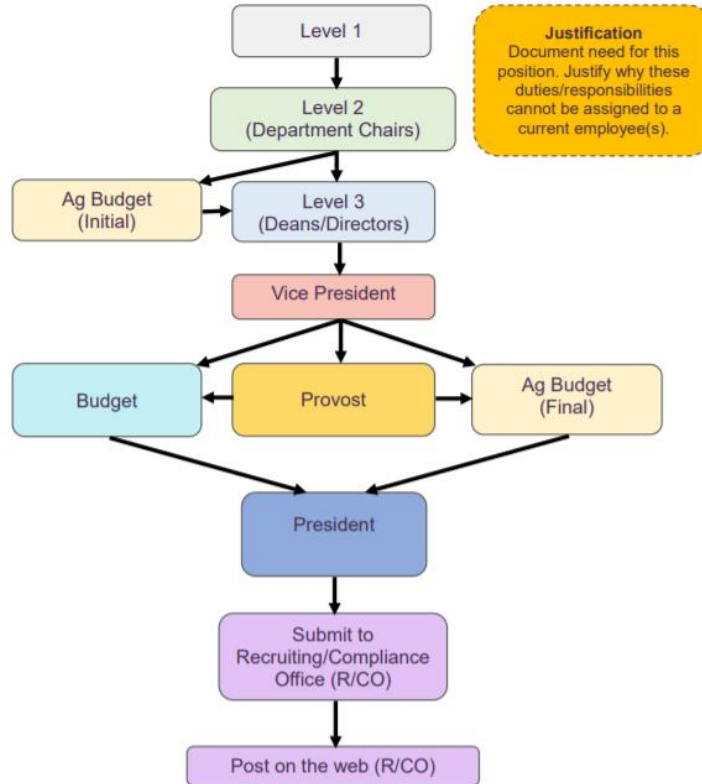 Level 1
Justification
Document need for this
position. Justify why these
duties/responsibilities
cannot be assigned to a
current employee(s).
Level 2
(Department Chairs)
Ag Budget
(Initial)
Level 3
(Deans/Directors)
Vice President
Budget
Provost
Ag Budget
(Final)
President
Submit to
Recruiting/Compliance
Office (R/CO)
Post on the web (R/CO)